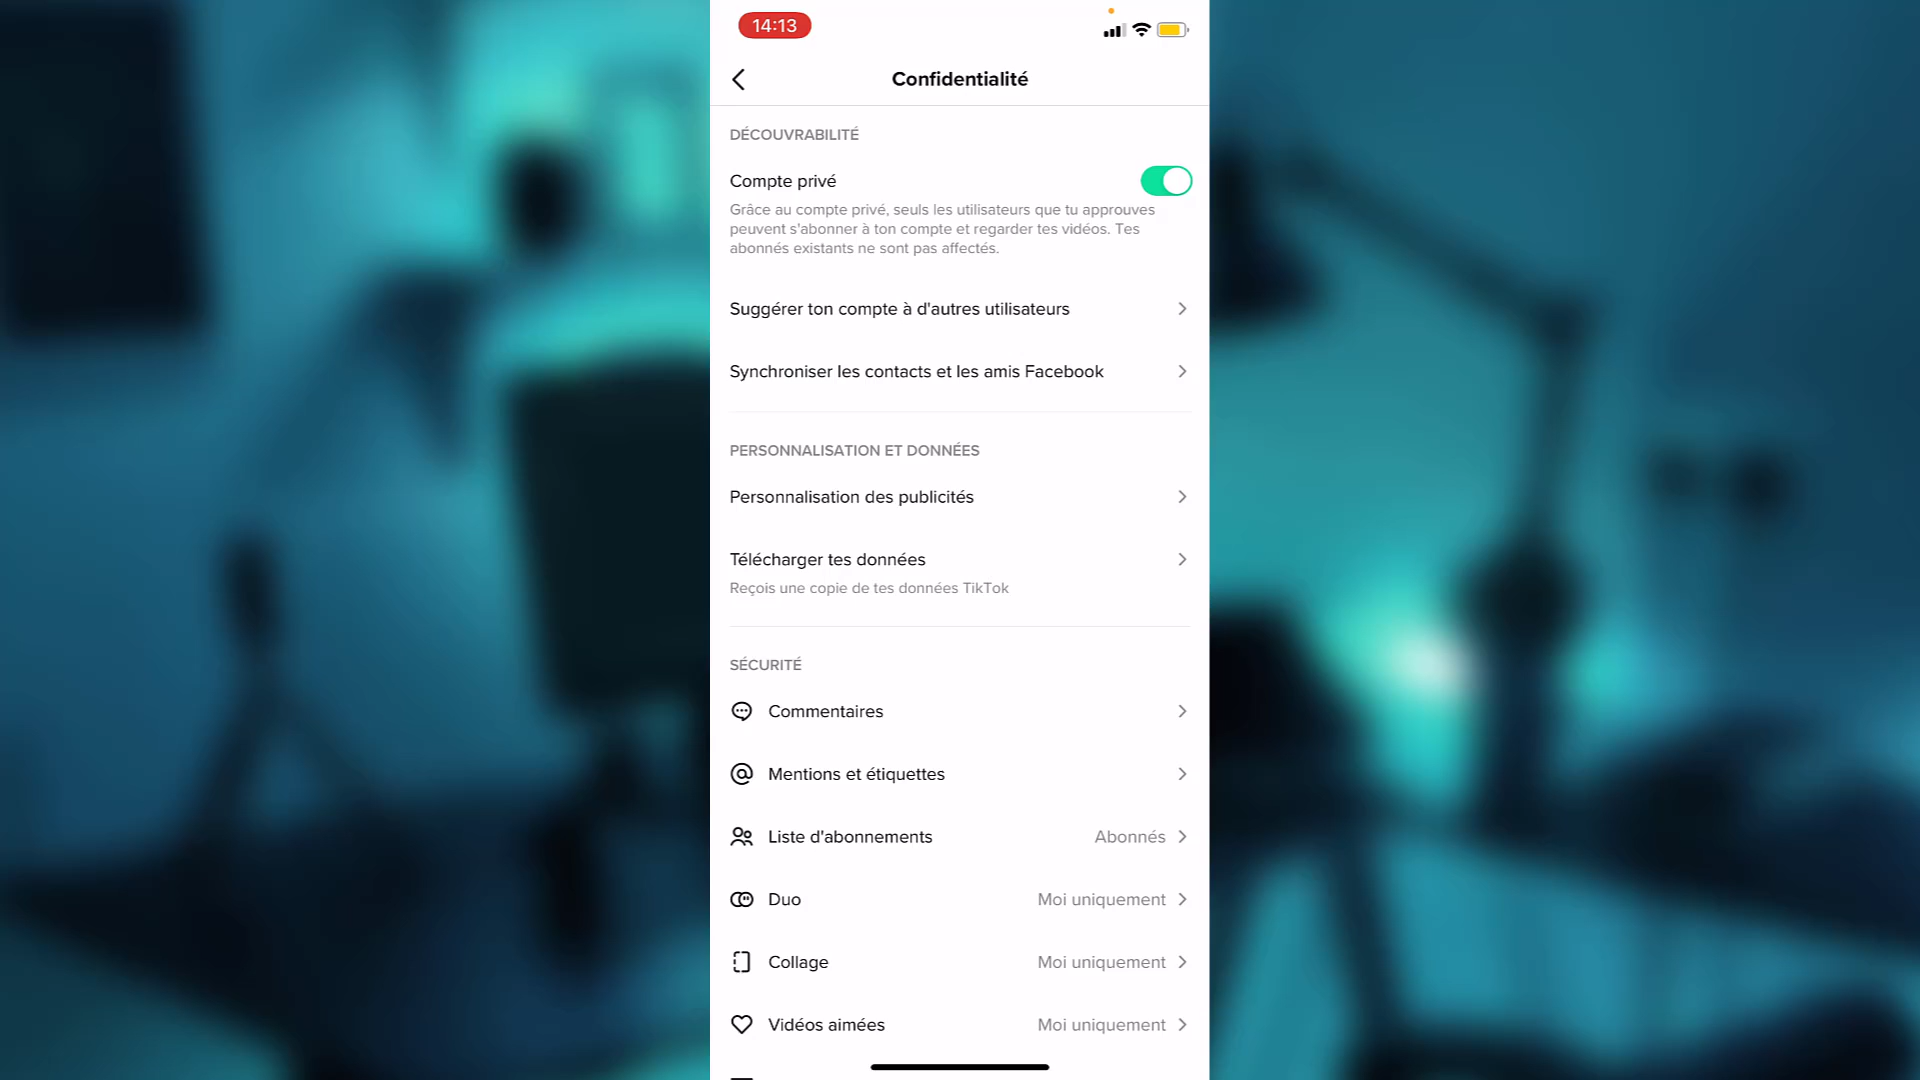 14:13
Confidentialité
DÉCOUVRABILITÉ
Compte privé
Grâce au compte privé, seuls les utilisateurs que tu approuves
peuvent s'abonner à ton compte et regarder tes vidéos. Tes
abonnés existants ne sont pas affectés.
Suggérer ton compte à d'autres utilisateurs
Synchroniser les contacts et les amis Facebook
PERSONNALISATION ET DONNÉES
Personnalisation des publicités
Télécharger tes données
Reçois une copie de tes données TikTok
SÉCURITÉ
Commentaires
Mentions et étiquettes
Liste d'abonnements Abonnés
Duo Moi uniquement
Collage Moi uniquement
Vidéos aimées Moi uniquement